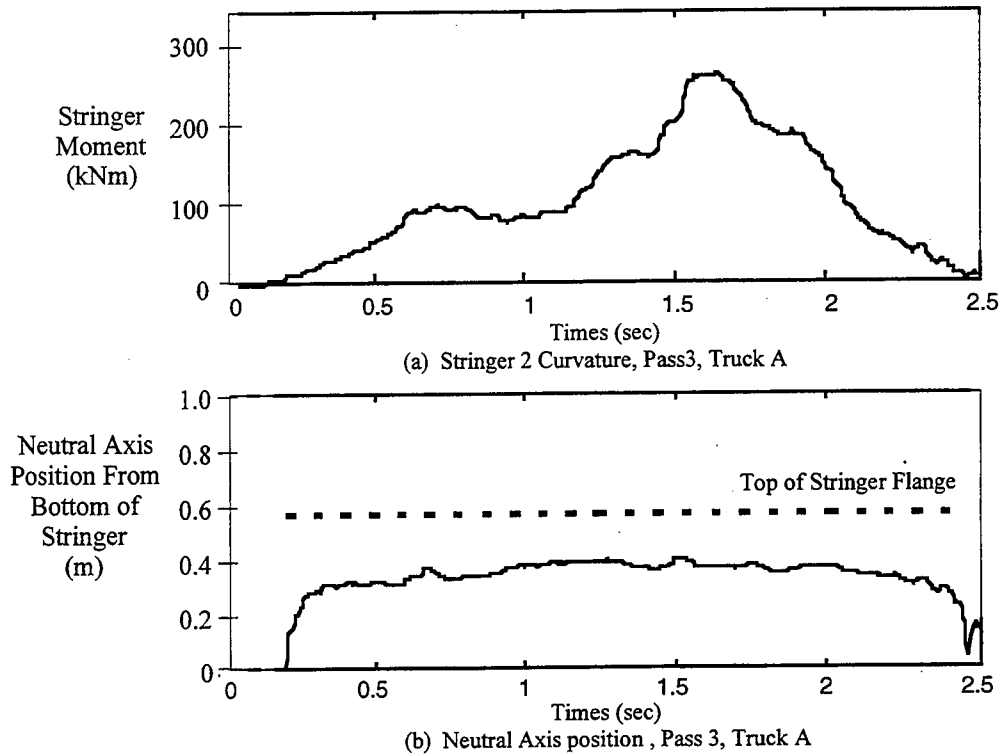 300
Stringer
Moment
(kNm)
200
100
0
0
0.5
1
1.5
2
2.5
Times (sec)
(a) Stringer 2 Curvature, Pass3, Truck A
1.0
Neutral Axis
Position From
Bottom of
Stringer
(m)
0.8
0.6
0.4
0.2
0
Top of Stringer Flange
0
0.5
1
1.5
2
2.5
Times (sec)
(b) Neutral Axis position , Pass 3, Truck A